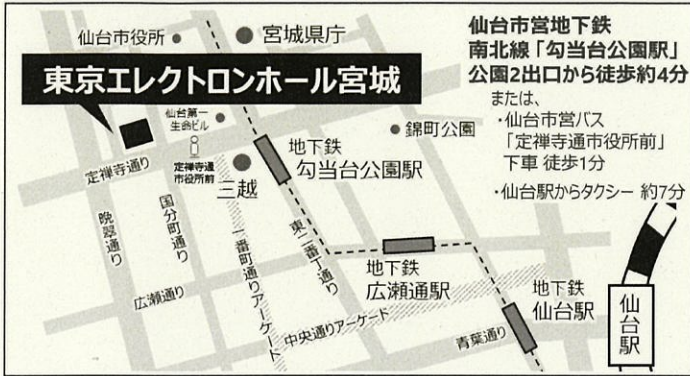 仙台市役所
宮城県庁
東京エレクトロンホール宮城
仙台市営地下鉄
南北線「勾当台公園駅」
公園2出口から徒歩約4分
または、
・仙台市営バス
「定禅寺通市役所前」
下車 徒歩1分
・仙台駅からタクシー 約7分
仙台第一
生命ビル
錦町公園
定禅寺通り
定禅寺通
市役所前
三越
地下鉄
勾当台公園駅
晩翠通り
国分町通り
一番町通りアーケード
東二番丁通り
広瀬通り
地下鉄
広瀬通駅
中央通りアーケード
青葉通り
地下鉄
仙台駅
仙台駅